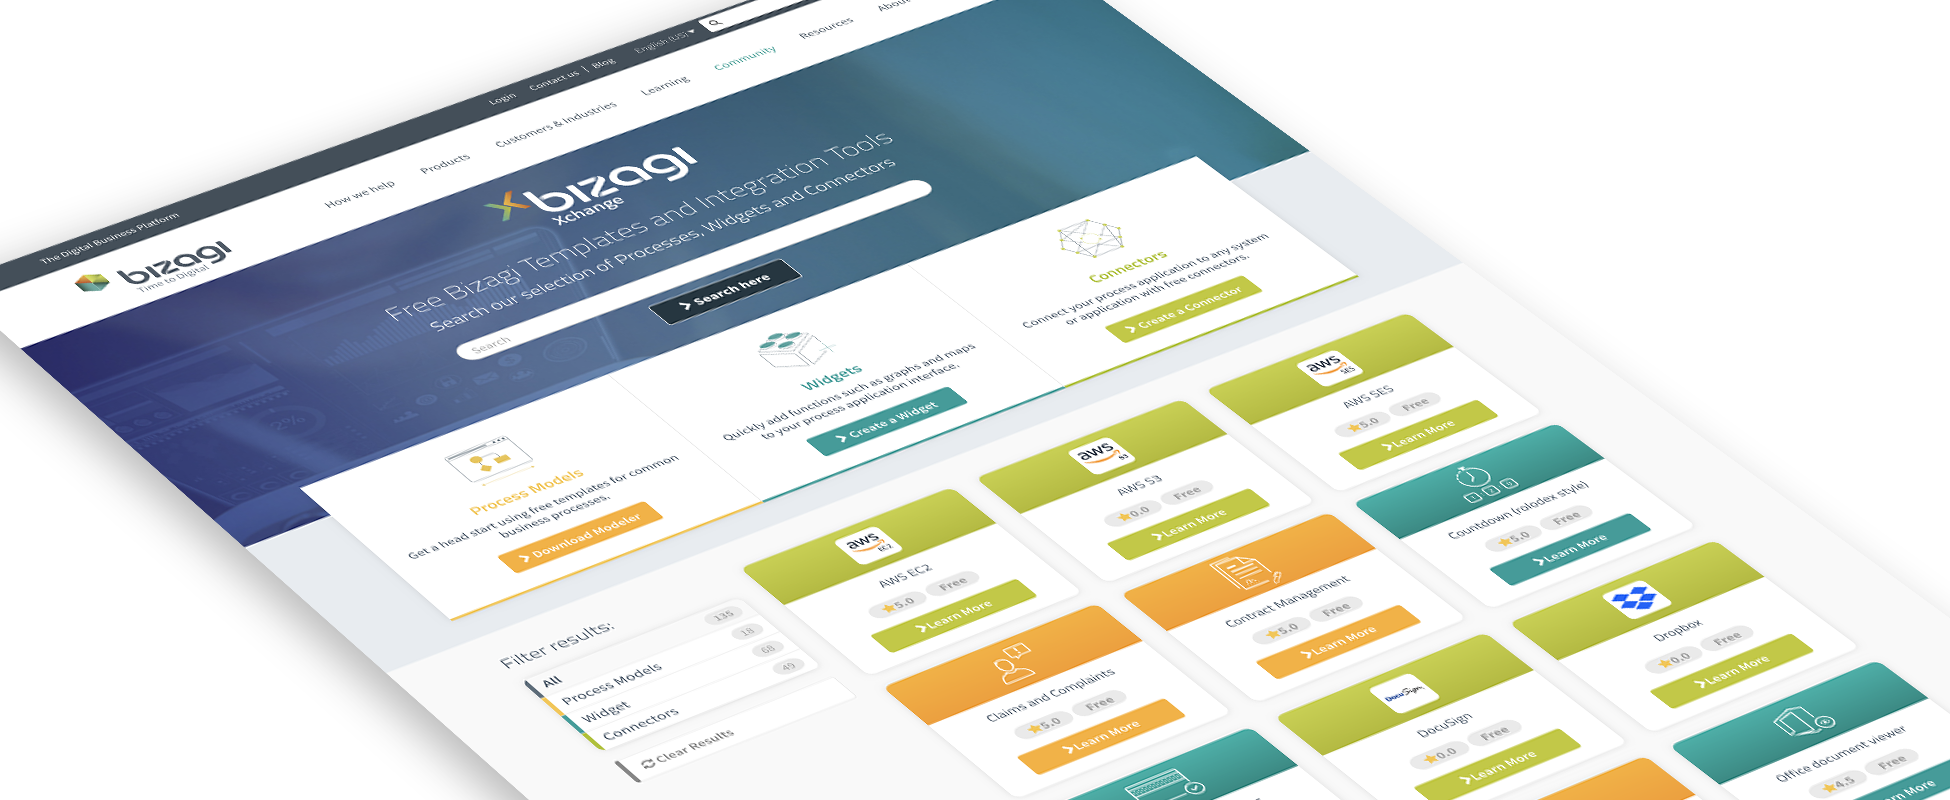 The Digital Business Platform
Login
Contact us | Blog
English (US)
bizagi
Time to Digital
How we help
Products
Customers & Industries
Learning
Community
Resources
About
bizagi
Xchange
Free Bizagi Templates and Integration Tools
Search our selection of Processes, Widgets and Connectors
Search
Search here
Process Models
Get a head start using free templates for common
business processes.
Download Modeler
Widgets
Quickly add functions such as graphs and maps
to your process application interface.
Create a Widget
Connectors
Connect your process application to any system
or application with free connectors.
Create a Connector
Filter results:
All 135
Process Models 18
Widget 68
Connectors 49
Clear Results
aws
EC2
AWS EC2
5.0 Free
Learn More
aws
S3
AWS S3
0.0 Free
Learn More
aws
SES
AWS SES
5.0 Free
Learn More
Claims and Complaints
5.0 Free
Learn More
Contract Management
5.0 Free
Learn More
Countdown (rolodex style)
5.0 Free
Learn More
DocuSign
DocuSign
0.0 Free
Learn More
Dropbox
0.0 Free
Learn More
Office document viewer
4.5 Free
rn More